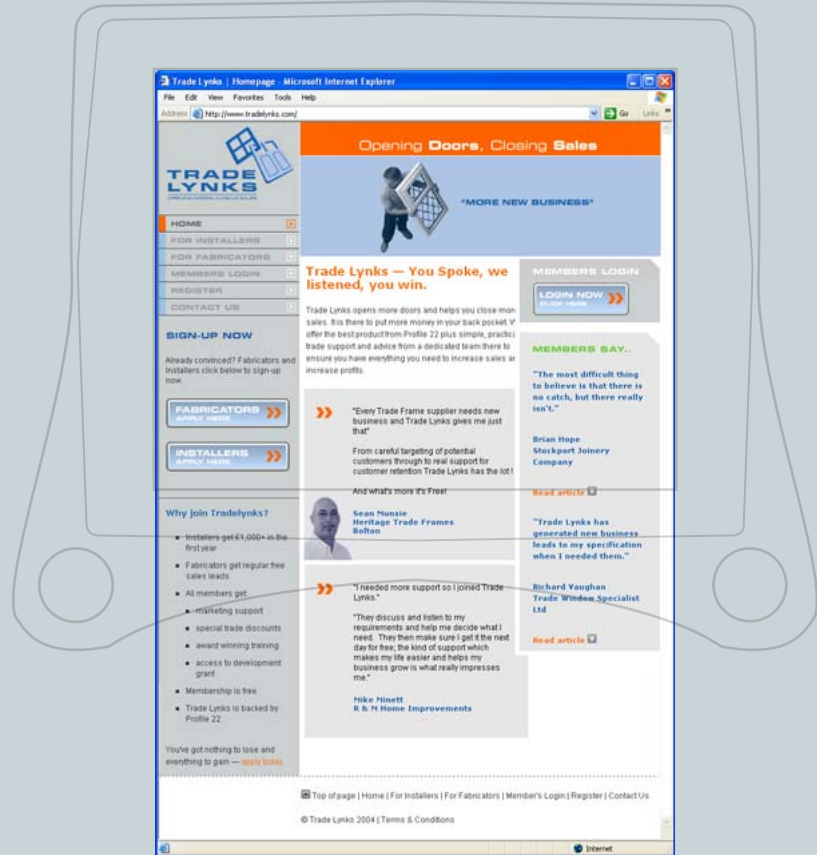 Trade Lynks | Homepage - Microsoft Internet Explorer
File Edit View Favorites Tools Help
Address http://www.tradelynks.com/ Go Links »
TRADE
LYNKS
Opening Doors, Closing Sales
"MORE NEW BUSINESS"
HOME
FOR INSTALLERS
FOR FABRICATORS
MEMBERS LOGIN
REGISTER
CONTACT US
SIGN-UP NOW
Already convinced? Fabricators and
Installers click below to sign-up
now.
FABRICATORS
APPLY HERE
INSTALLERS
APPLY HERE
Why join Tradelynks?
Installers get £1,000+ in the
first year
Fabricators get regular free
sales leads
All members get
marketing support
special trade discounts
award winning training
access to development
grant
Membership is free
Trade Lynks is backed by
Profile 22
You've got nothing to lose and
everything to gain — apply today
Trade Lynks — You Spoke, we
listened, you win.
Trade Lynks opens more doors and helps you close mor
sales. It is there to put more money in your back pocket.
offer the best product from Profile 22 plus simple, practica
trade support and advice from a dedicated team there to
ensure you have everything you need to increase sales ar
increase profits.
"Every Trade Frame supplier needs new
business and Trade Lynks gives me just
that"
From careful targeting of potential
customers through to real support for
customer retention Trade Lynks has the lot !
And what's more it's Free!
Sean Munsie
Heritage Trade Frames
Bolton
"I needed more support so I joined Trade
Lynks."
"They discuss and listen to my
requirements and help me decide what I
need. They then make sure I get it the next
day for free; the kind of support which
makes my life easier and helps my
business grow is what really impresses
me."
Mike Minett
R & M Home Improvements
MEMBERS LOGIN
LOGIN NOW
MEMBERS SAY..
"The most difficult thing
to believe is that there is
no catch, but there really
isn't."
Brian Hope
Stockport Joinery
Company
Read article
"Trade Lynks has
generated new business
leads to my specification
when I needed them."
Richard Vaughan
Trade Window Specialist
Ltd
Read article
Top of page | Home | For Installers | For Fabricators | Member's Login | Register | Contact Us
© Trade Lynks 2004 | Terms & Conditions
Internet